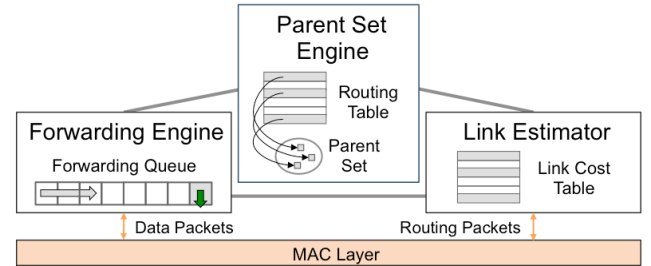 Parent Set
Engine
Routing
Table
Parent
Set
Forwarding Engine
Forwarding Queue
Link Estimator
Link Cost
Table
Data Packets
Routing Packets
MAC Layer